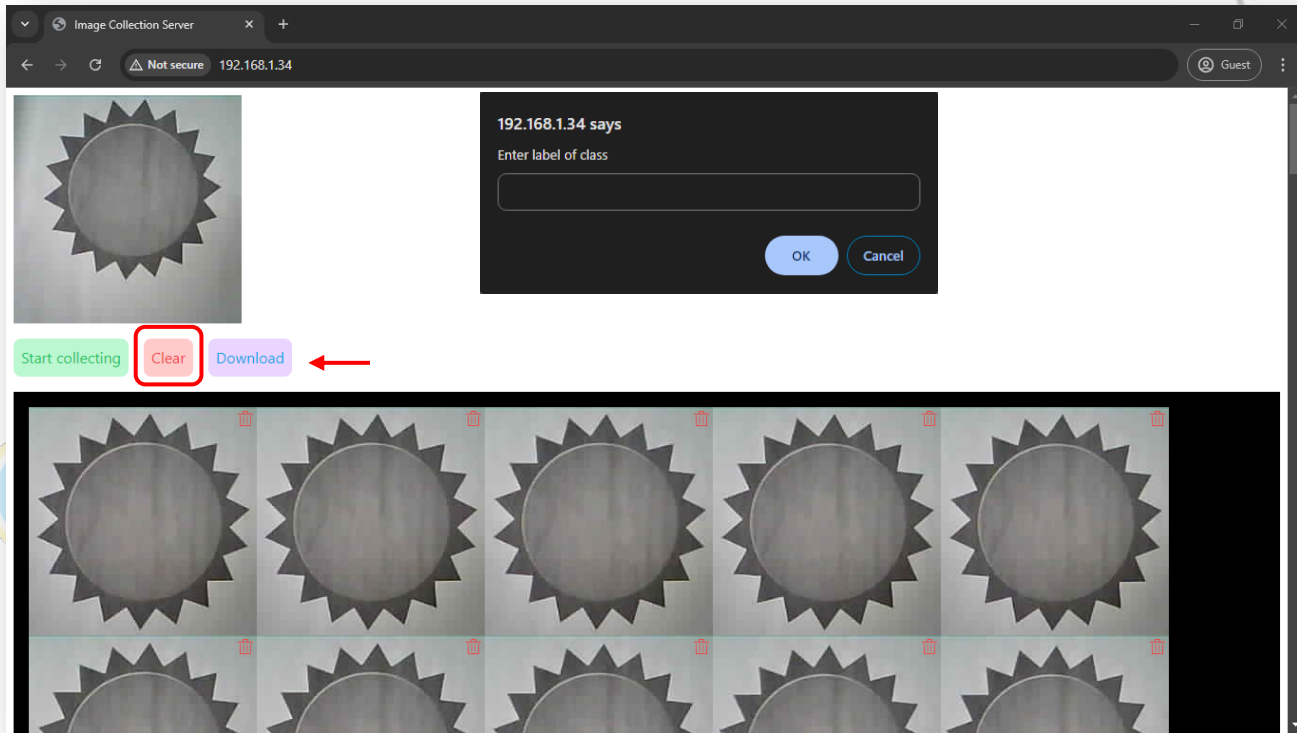 Image Collection Server
Not secure 192.168.1.34
Guest
192.168.1.34 says
Enter label of class
OK Cancel
Start collecting Clear Download